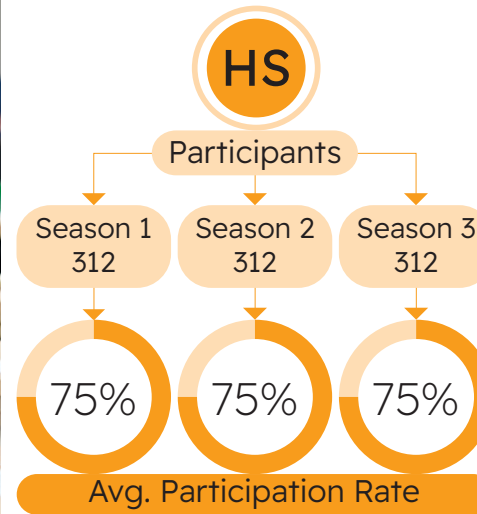 HS
Participants
Season 1
312
Season 2
312
Season 3
312
75%
75%
75%
Avg. Participation Rate